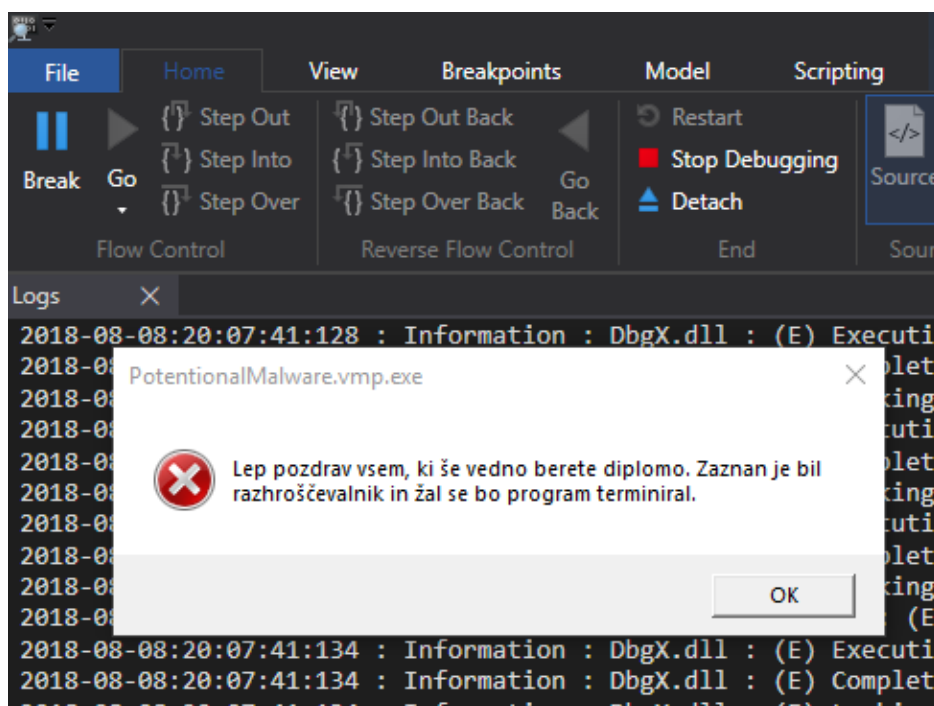 File Home View Breakpoints Model Scripting
Break
Go
Step Out
Step Into
Step Over
Flow Control
Step Out Back
Step Into Back
Step Over Back
Go
Back
Reverse Flow Control
Restart
Stop Debugging
Detach
End
</>
Source
Sour
Logs
2018-08-08:20:07:41:128 : Information : DbgX.dll : (E) Executi
PotentionalMalware.vmp.exe
Lep pozdrav vsem, ki še vedno berete diplomo. Zaznan je bil
razhroščevalnik in žal se bo program terminiral.
OK
2018-08-08:20:07:41:134 : Information : DbgX.dll : (E) Executi
2018-08-08:20:07:41:134 : Information : DbgX.dll : (E) Complet